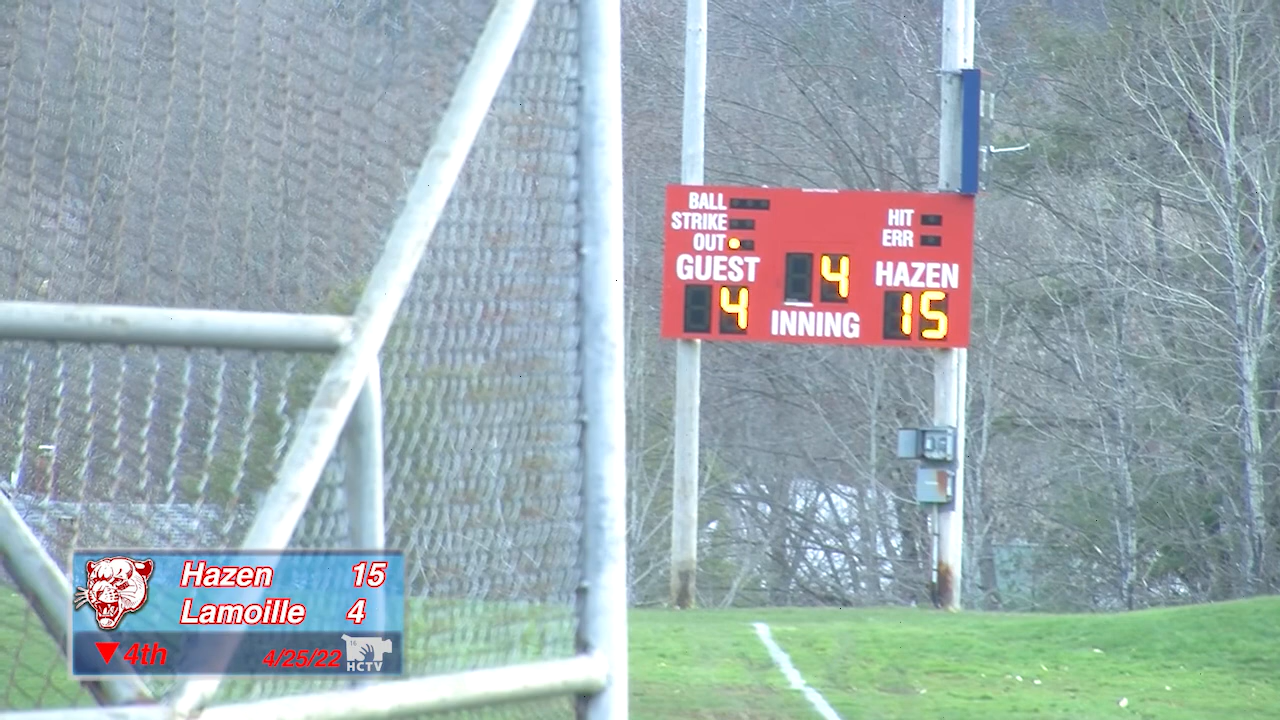 BALL
STRIKE
OUT
HIT
ERR
GUEST 4 HAZEN
4 INNING 15
Hazen 15
Lamoille 4
4th 4/25/22
16
HCTV